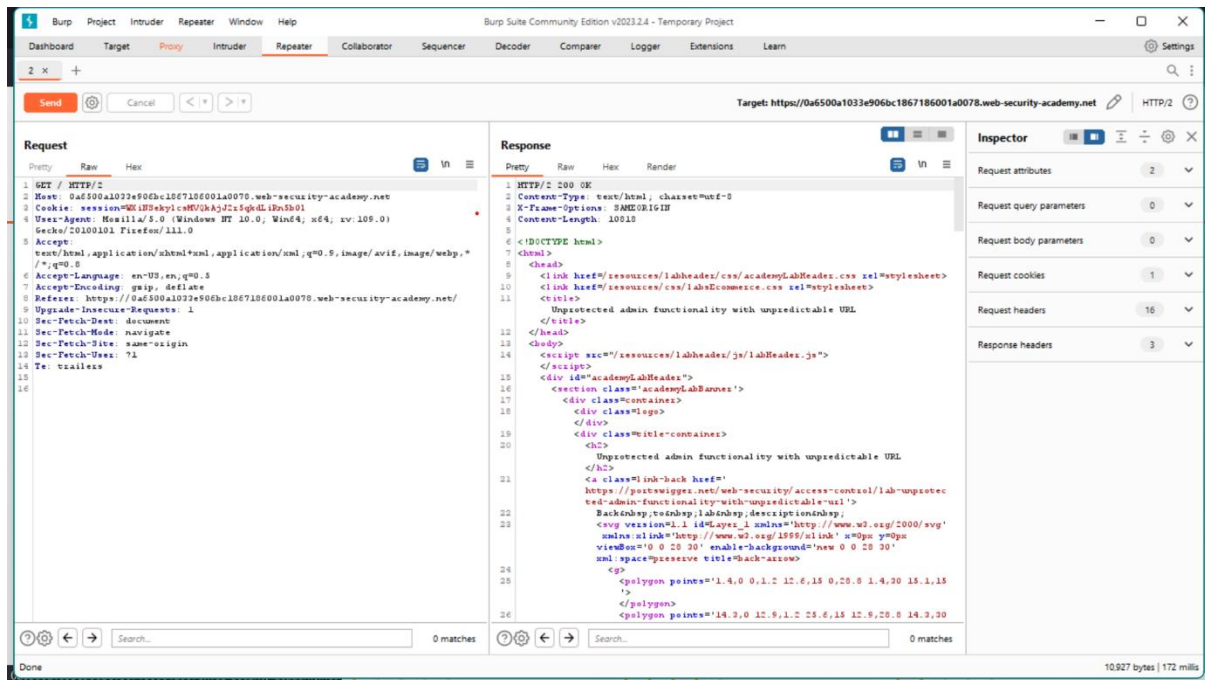 Burp Project Intruder Repeater Window Help Burp Suite Community Edition v2023.2.4 - Temporary Project
Dashboard Target Proxy Intruder Repeater Collaborator Sequencer Decoder Comparer Logger Extensions Learn Settings
2 × +
Send Cancel < > Target: https://0a6500a1033e906bc1867186001a0078.web-security-academy.net HTTP/2
Request
Pretty Raw Hex \n
1 GET / HTTP/2
2 Host: 0a6500a1033e906bc1867186001a0078.web-security-academy.net
3 Cookie: session=
4 User-Agent: Mozilla/5.0 (Windows NT 10.0; Win64; x64; rv:109.0)
Gecko/20100101 Firefox/111.0
5 Accept:
text/html,application/xhtml+xml,application/xml;q=0.9,image/avif,image/webp,*
/*;q=0.8
6 Accept-Language: en-US,en;q=0.5
7 Accept-Encoding: gzip, deflate
8 Referer: https://0a6500a1033e906bc1867186001a0078.web-security-academy.net/
9 Upgrade-Insecure-Requests: 1
10 Sec-Fetch-Dest: document
11 Sec-Fetch-Mode: navigate
12 Sec-Fetch-Site: same-origin
13 Sec-Fetch-User: ?1
14 Te: trailers
15
16
Search... 0 matches
Response
Pretty Raw Hex Render \n
1 HTTP/2 200 OK
2 Content-Type: text/html; charset=utf-8
3 X-Frame-Options: SAMEORIGIN
4 Content-Length: 10818
5
6 <!DOCTYPE html>
7 <html>
8 <head>
9 <link href=/resources/labheader/css/academyLabHeader.css rel=stylesheet>
10 <link href=/resources/css/labsEcommerce.css rel=stylesheet>
11 <title>
Unprotected admin functionality with unpredictable URL
</title>
12 </head>
13 <body>
14 <script src="/resources/labheader/js/labHeader.js">
</script>
15 <div id="academyLabHeader">
16 <section class='academyLabBanner'>
17 <div class=container>
18 <div class=logo>
</div>
19 <div class=title-container>
20 <h2>
Unprotected admin functionality with unpredictable URL
</h2>
21 <a class=link-back href='
https://portswigger.net/web-security/access-control/lab-unprotec
ted-admin-functionality-with-unpredictable-url'>
22 Back&nbsp;to&nbsp;lab&nbsp;description&nbsp;
23 <svg version=1.1 id=Layer_1 xmlns='http://www.w3.org/2000/svg'
xmlns:xlink='http://www.w3.org/1999/xlink' x=0px y=0px
viewBox='0 0 28 30' enable-background='new 0 0 28 30'
xml:space=preserve title=back-arrow>
24 <g>
25 <polygon points='1.4,0 0,1.2 12.6,15 0,28.8 1.4,30 15.1,15
'>
</polygon>
26 <polygon points='14.3,0 12.9,1.2 25.6,15 12.9,28.8 14.3,30
Search... 0 matches
Inspector
Request attributes 2
Request query parameters 0
Request body parameters 0
Request cookies 1
Request headers 16
Response headers 3
Done 10,927 bytes | 172 millis